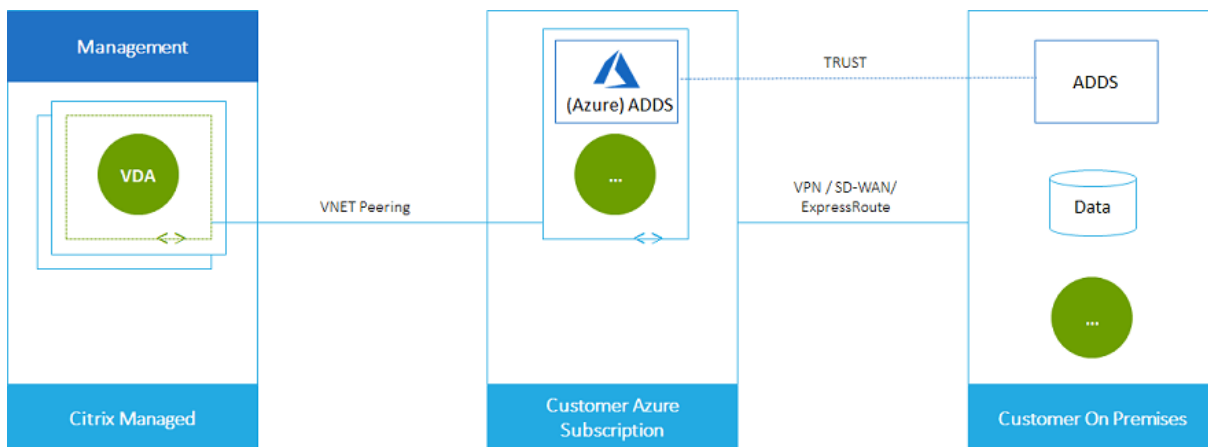 Management
VDA
Citrix Managed
VNET Peering
(Azure) ADDS
...
Customer Azure
Subscription
TRUST
VPN / SD-WAN/
ExpressRoute
ADDS
Data
...
Customer On Premises